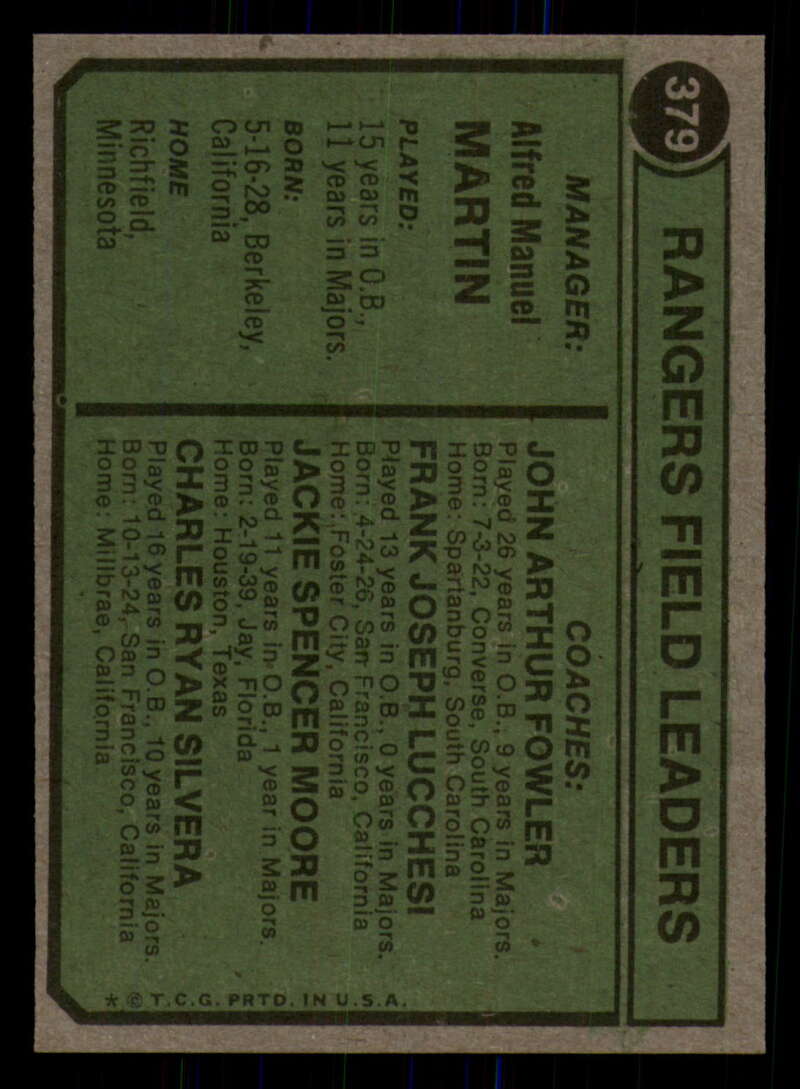 379
RANGERS FIELD LEADERS
MANAGER:
Alfred Manuel
MARTIN
PLAYED:
15 years in O.B.,
11 years in Majors.
BORN:
5-16-28, Berkeley,
California
HOME
Richfield,
Minnesota
COACHES:
JOHN ARTHUR FOWLER
Played 26 years in O.B., 9 years in Majors.
Born: 7-3-22, Converse, South Carolina
Home: Spartanburg, South Carolina
FRANK JOSEPH LUCCHESI
Played 13 years in O.B., 0 years in Majors.
Born: 4-24-26, San Francisco, California
Home: Foster City, California
JACKIE SPENCER MOORE
Played 11 years in O.B., 1 year in Majors.
Born: 2-19-39, Jay, Florida
Home: Houston, Texas
CHARLES RYAN SILVERA
Played 16 years in O.B., 10 years in Majors.
Born: 10-13-24, San Francisco, California
Home: Millbrae, California
* © T.C.G. PRTD. IN U.S.A.